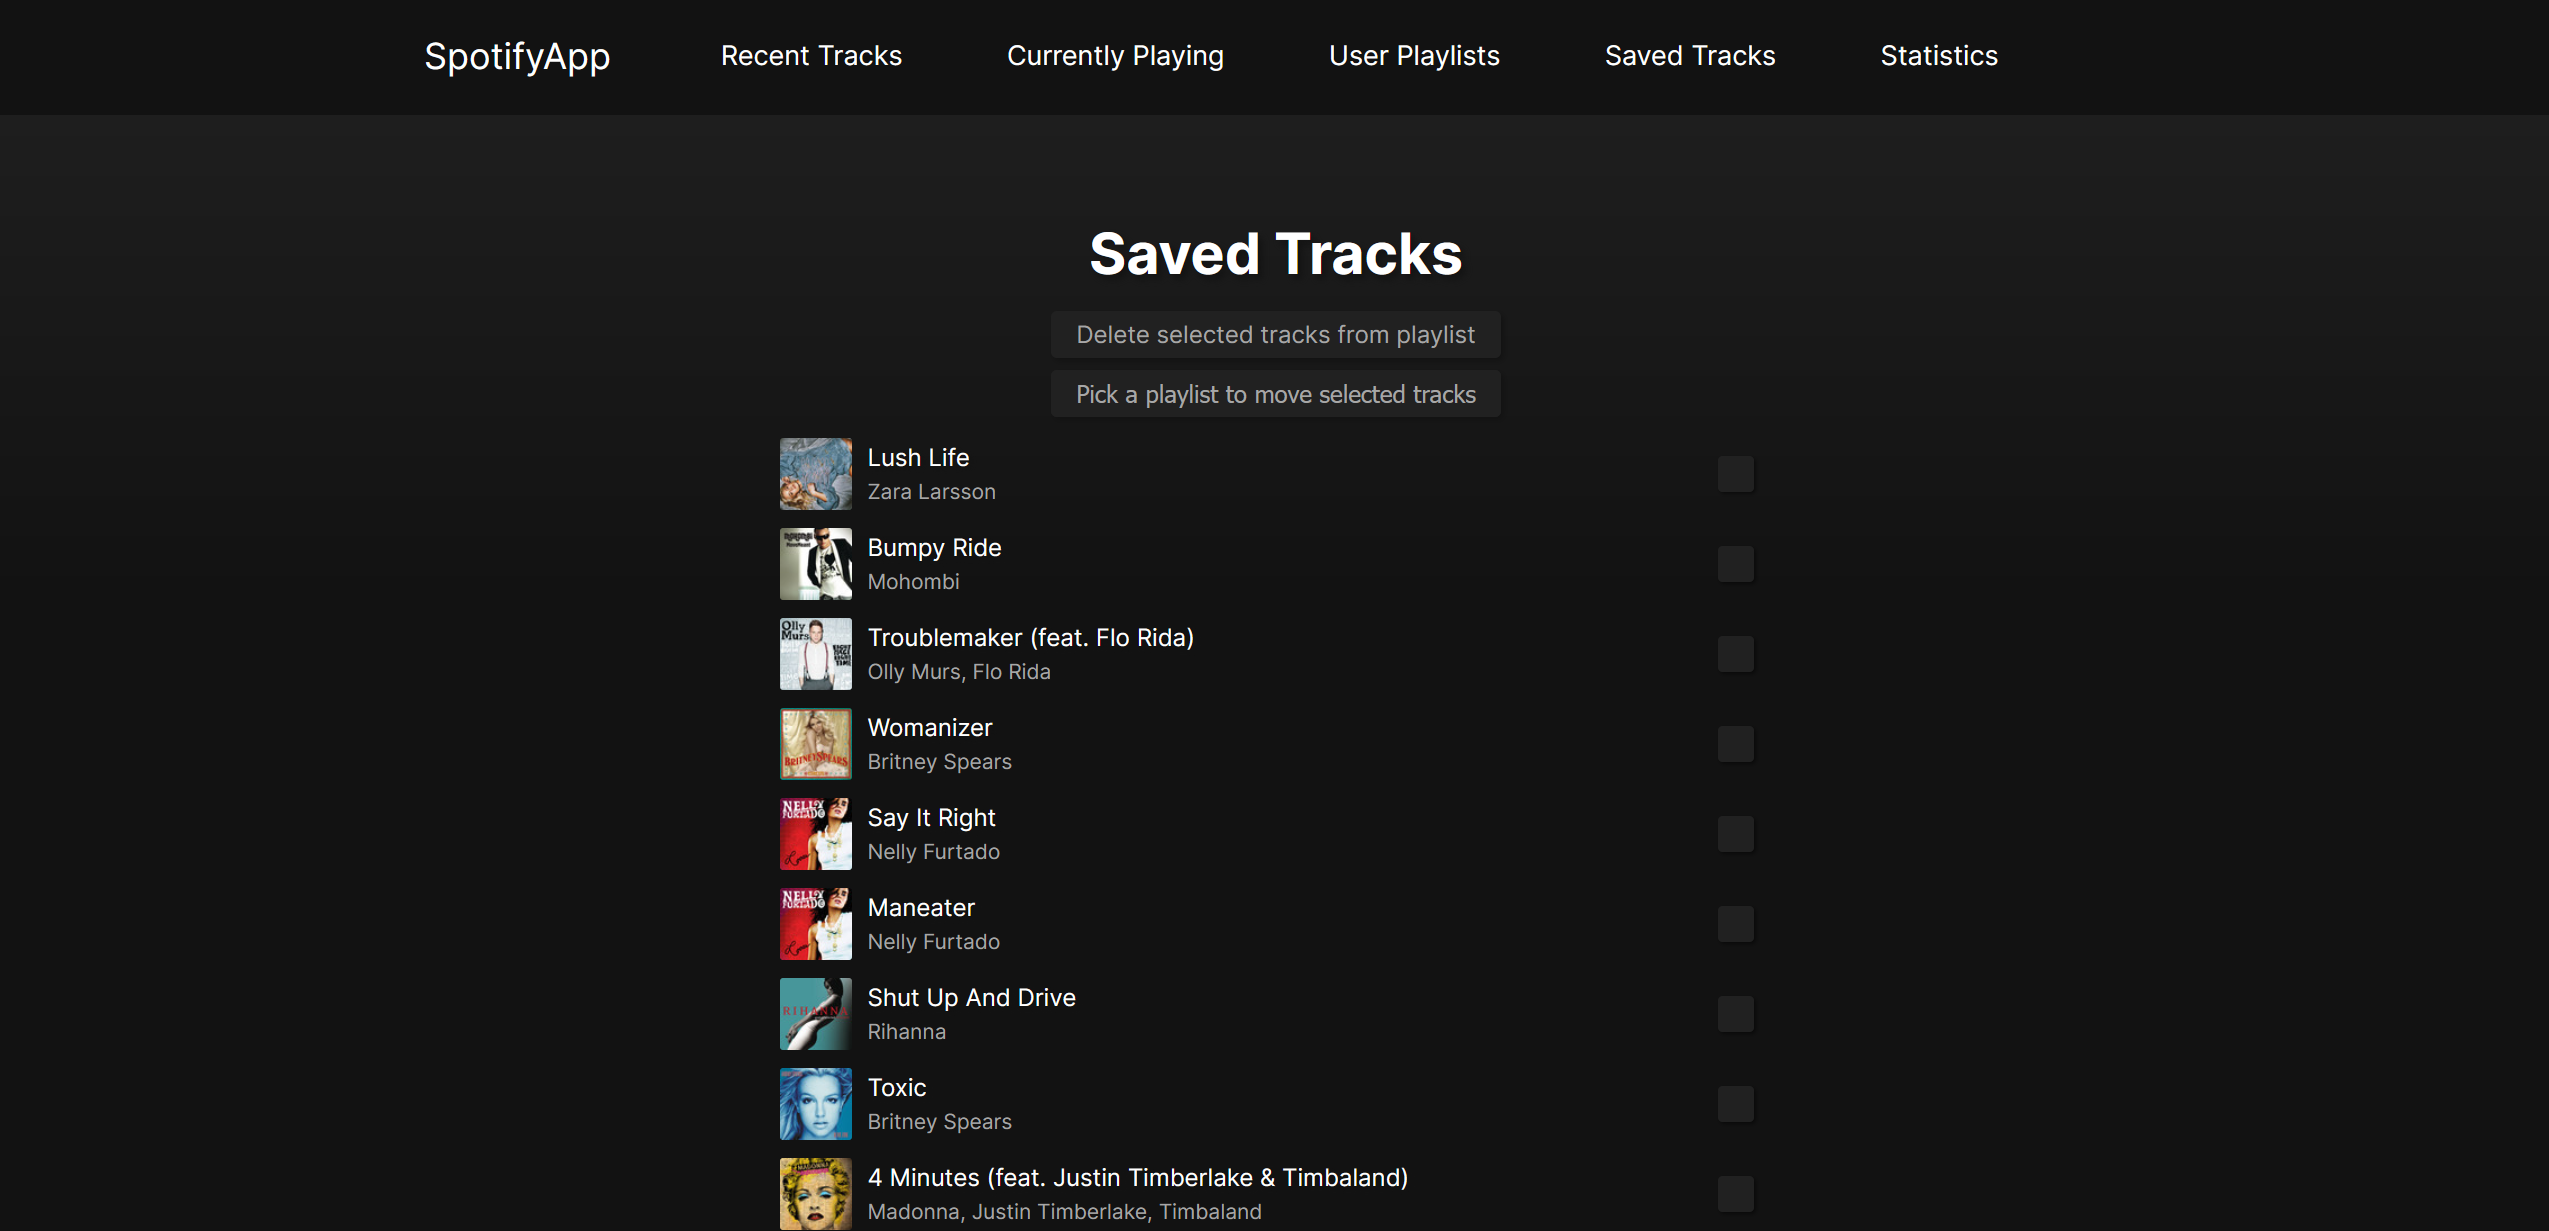 SpotifyApp Recent Tracks Currently Playing User Playlists Saved Tracks Statistics
Saved Tracks
Delete selected tracks from playlist
Pick a playlist to move selected tracks
Lush Life
Zara Larsson
Bumpy Ride
Mohombi
Olly
Murs
Troublemaker (feat. Flo Rida)
Olly Murs, Flo Rida
BRITNEY SPEARS
Womanizer
Britney Spears
NELLY
FURTADO
Say It Right
Nelly Furtado
NELLY
FURTADO
Maneater
Nelly Furtado
RIHANNA
Shut Up And Drive
Rihanna
Toxic
Britney Spears
MADONNA
4 Minutes (feat. Justin Timberlake & Timbaland)
Madonna, Justin Timberlake, Timbaland